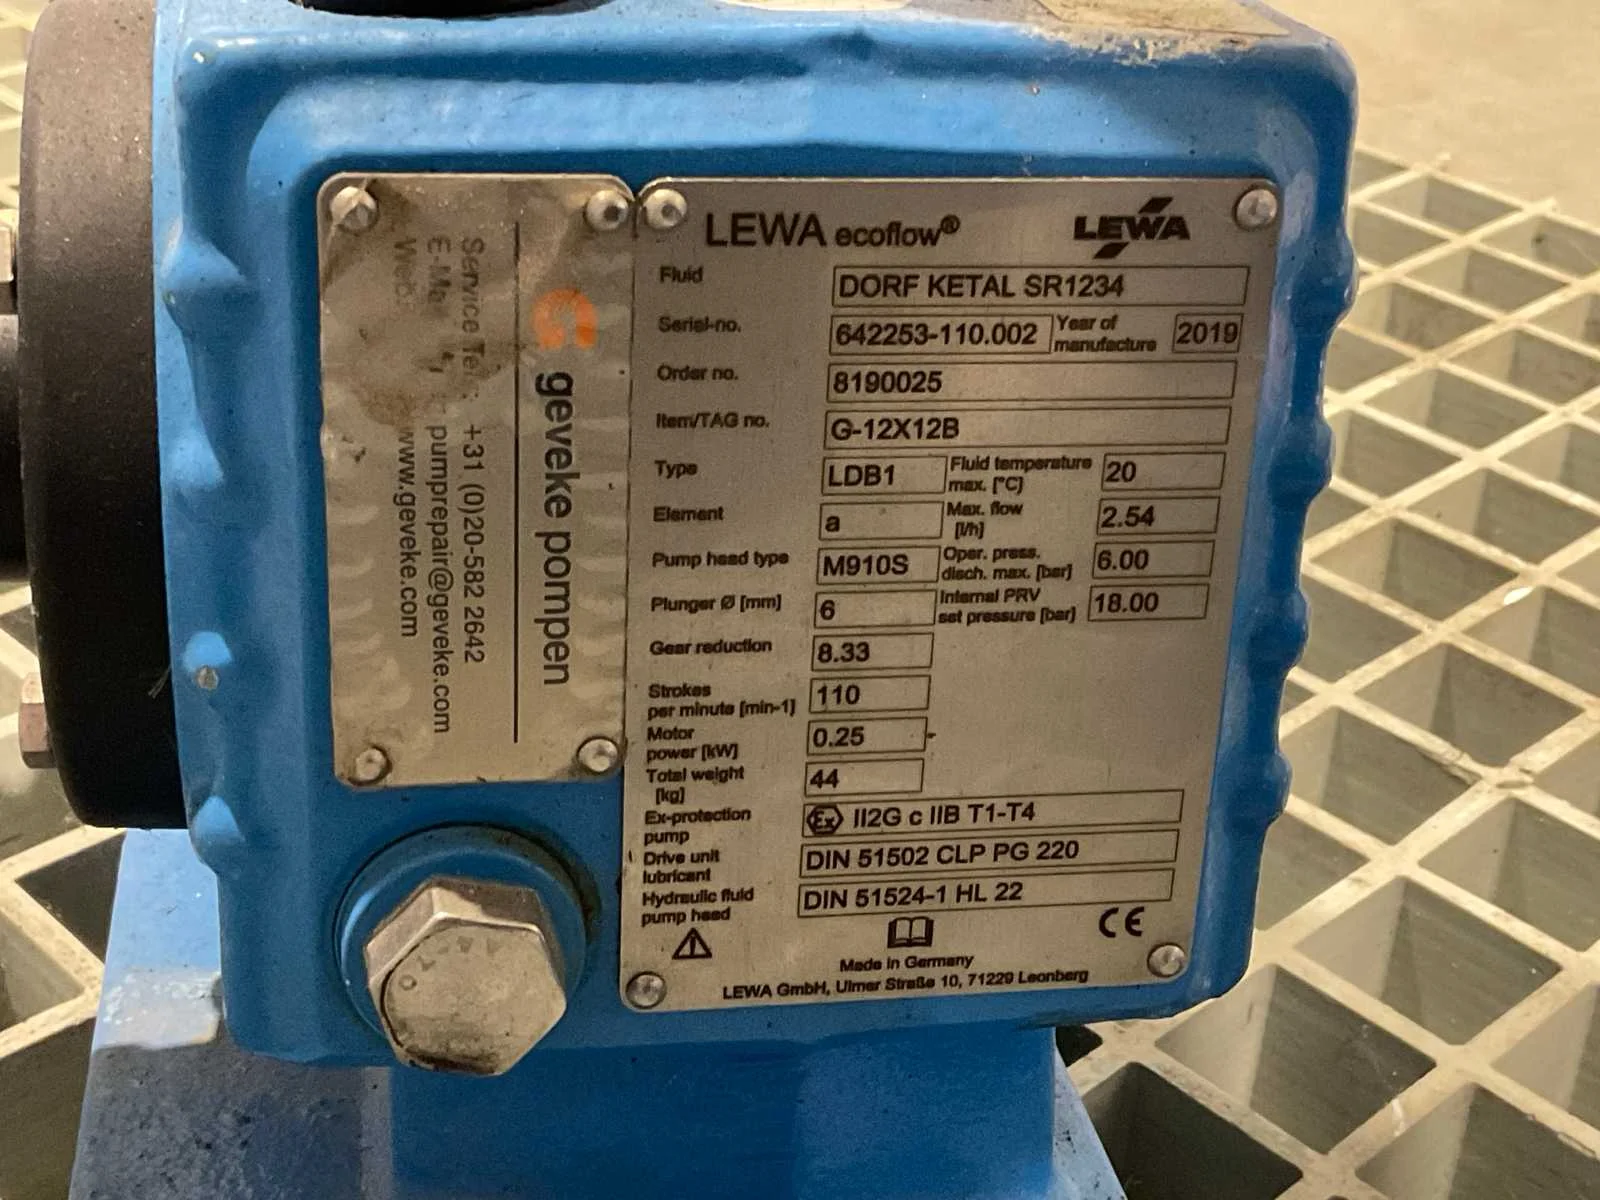 geveke pompen
Service Tel. : +31 (0)20-582 2642
pumprepair@geveke.com
www.geveke.com
LEWA ecoflow® LEWA
Fluid DORF KETAL SR1234
Serial-no. 642253-110.002 Year of manufacture 2019
Order no. 8190025
Item/TAG no. G-12X12B
Type LDB1 Fluid temperature max. [°C] 20
Element a Max. flow [l/h] 2.54
Pump head type M910S Oper. press. disch. max. [bar] 6.00
Plunger Ø [mm] 6 Internal PRV set pressure [bar] 18.00
Gear reduction 8.33
Strokes per minute [min-1] 110
Motor power [kW] 0.25
Total weight [kg] 44
Ex-protection pump Ex II2G c IIB T1-T4
Drive unit lubricant DIN 51502 CLP PG 220
Hydraulic fluid pump head DIN 51524-1 HL 22
CE
Made in Germany
LEWA GmbH, Ulmer Straße 10, 71229 Leonberg